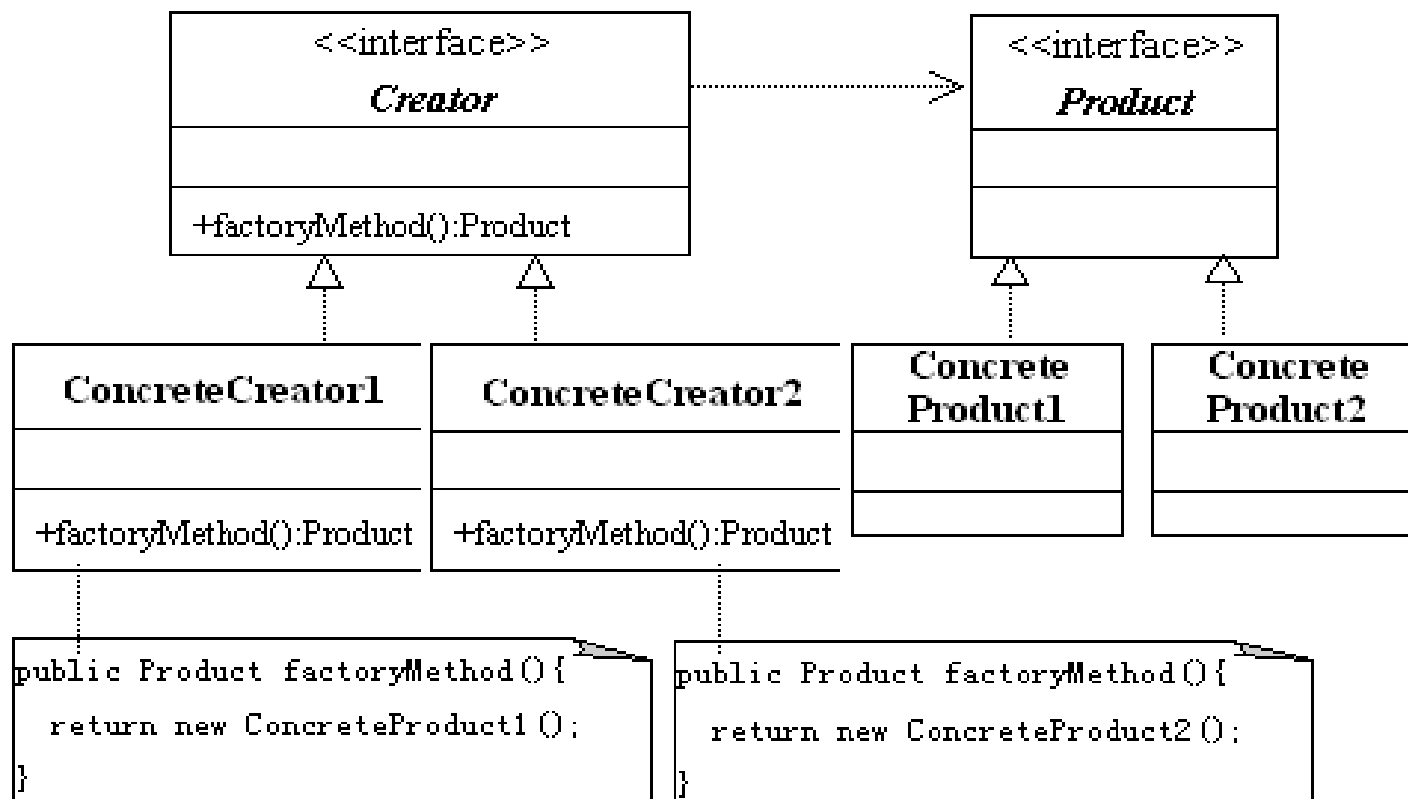 <<interface>>
Creator
+factoryMethod():Product
<<interface>>
Product
ConcreteCreator1
+factoryMethod():Product
ConcreteCreator2
+factoryMethod():Product
Concrete
Product1
Concrete
Product2
public Product factoryMethod(){
return new ConcreteProduct1();
}
public Product factoryMethod(){
return new ConcreteProduct2();
}